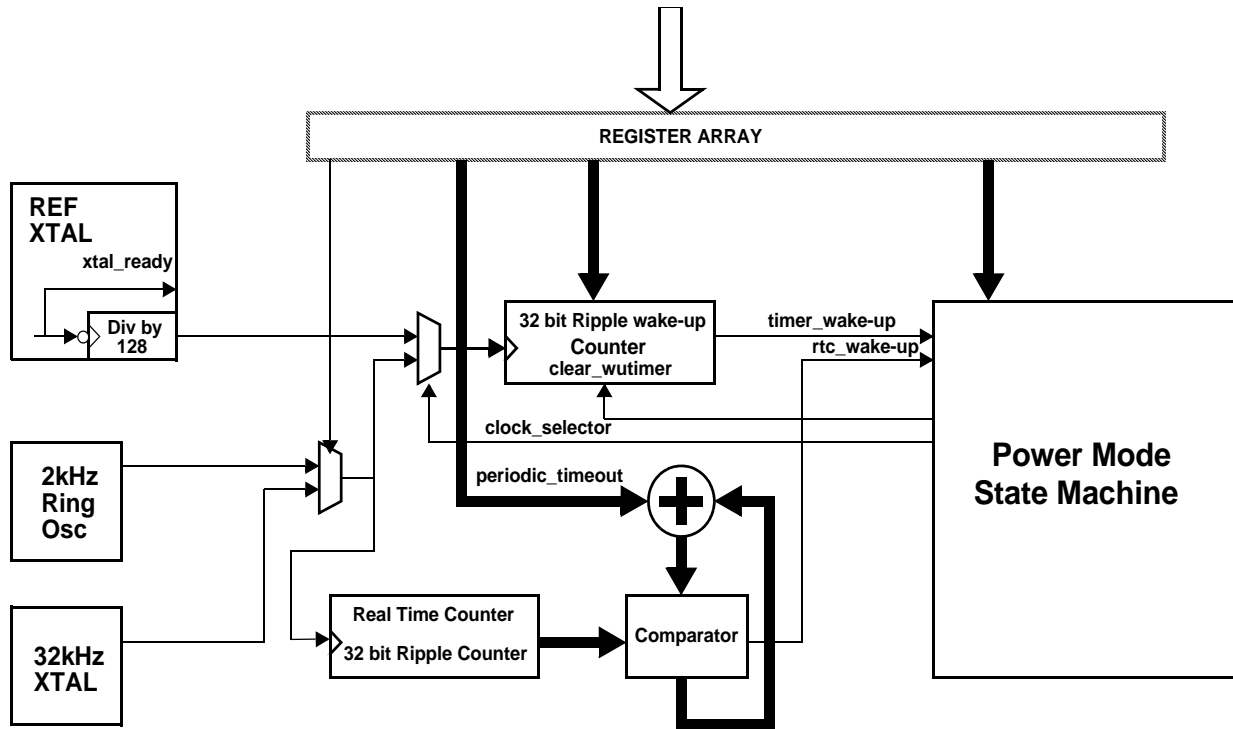 REGISTER ARRAY
REF
XTAL
xtal_ready
Div by
128
32 bit Ripple wake-up
Counter
clear_wutimer
timer_wake-up
rtc_wake-up
clock_selector
periodic_timeout
2kHz
Ring
Osc
Power Mode
State Machine
Real Time Counter
32 bit Ripple Counter
Comparator
32kHz
XTAL